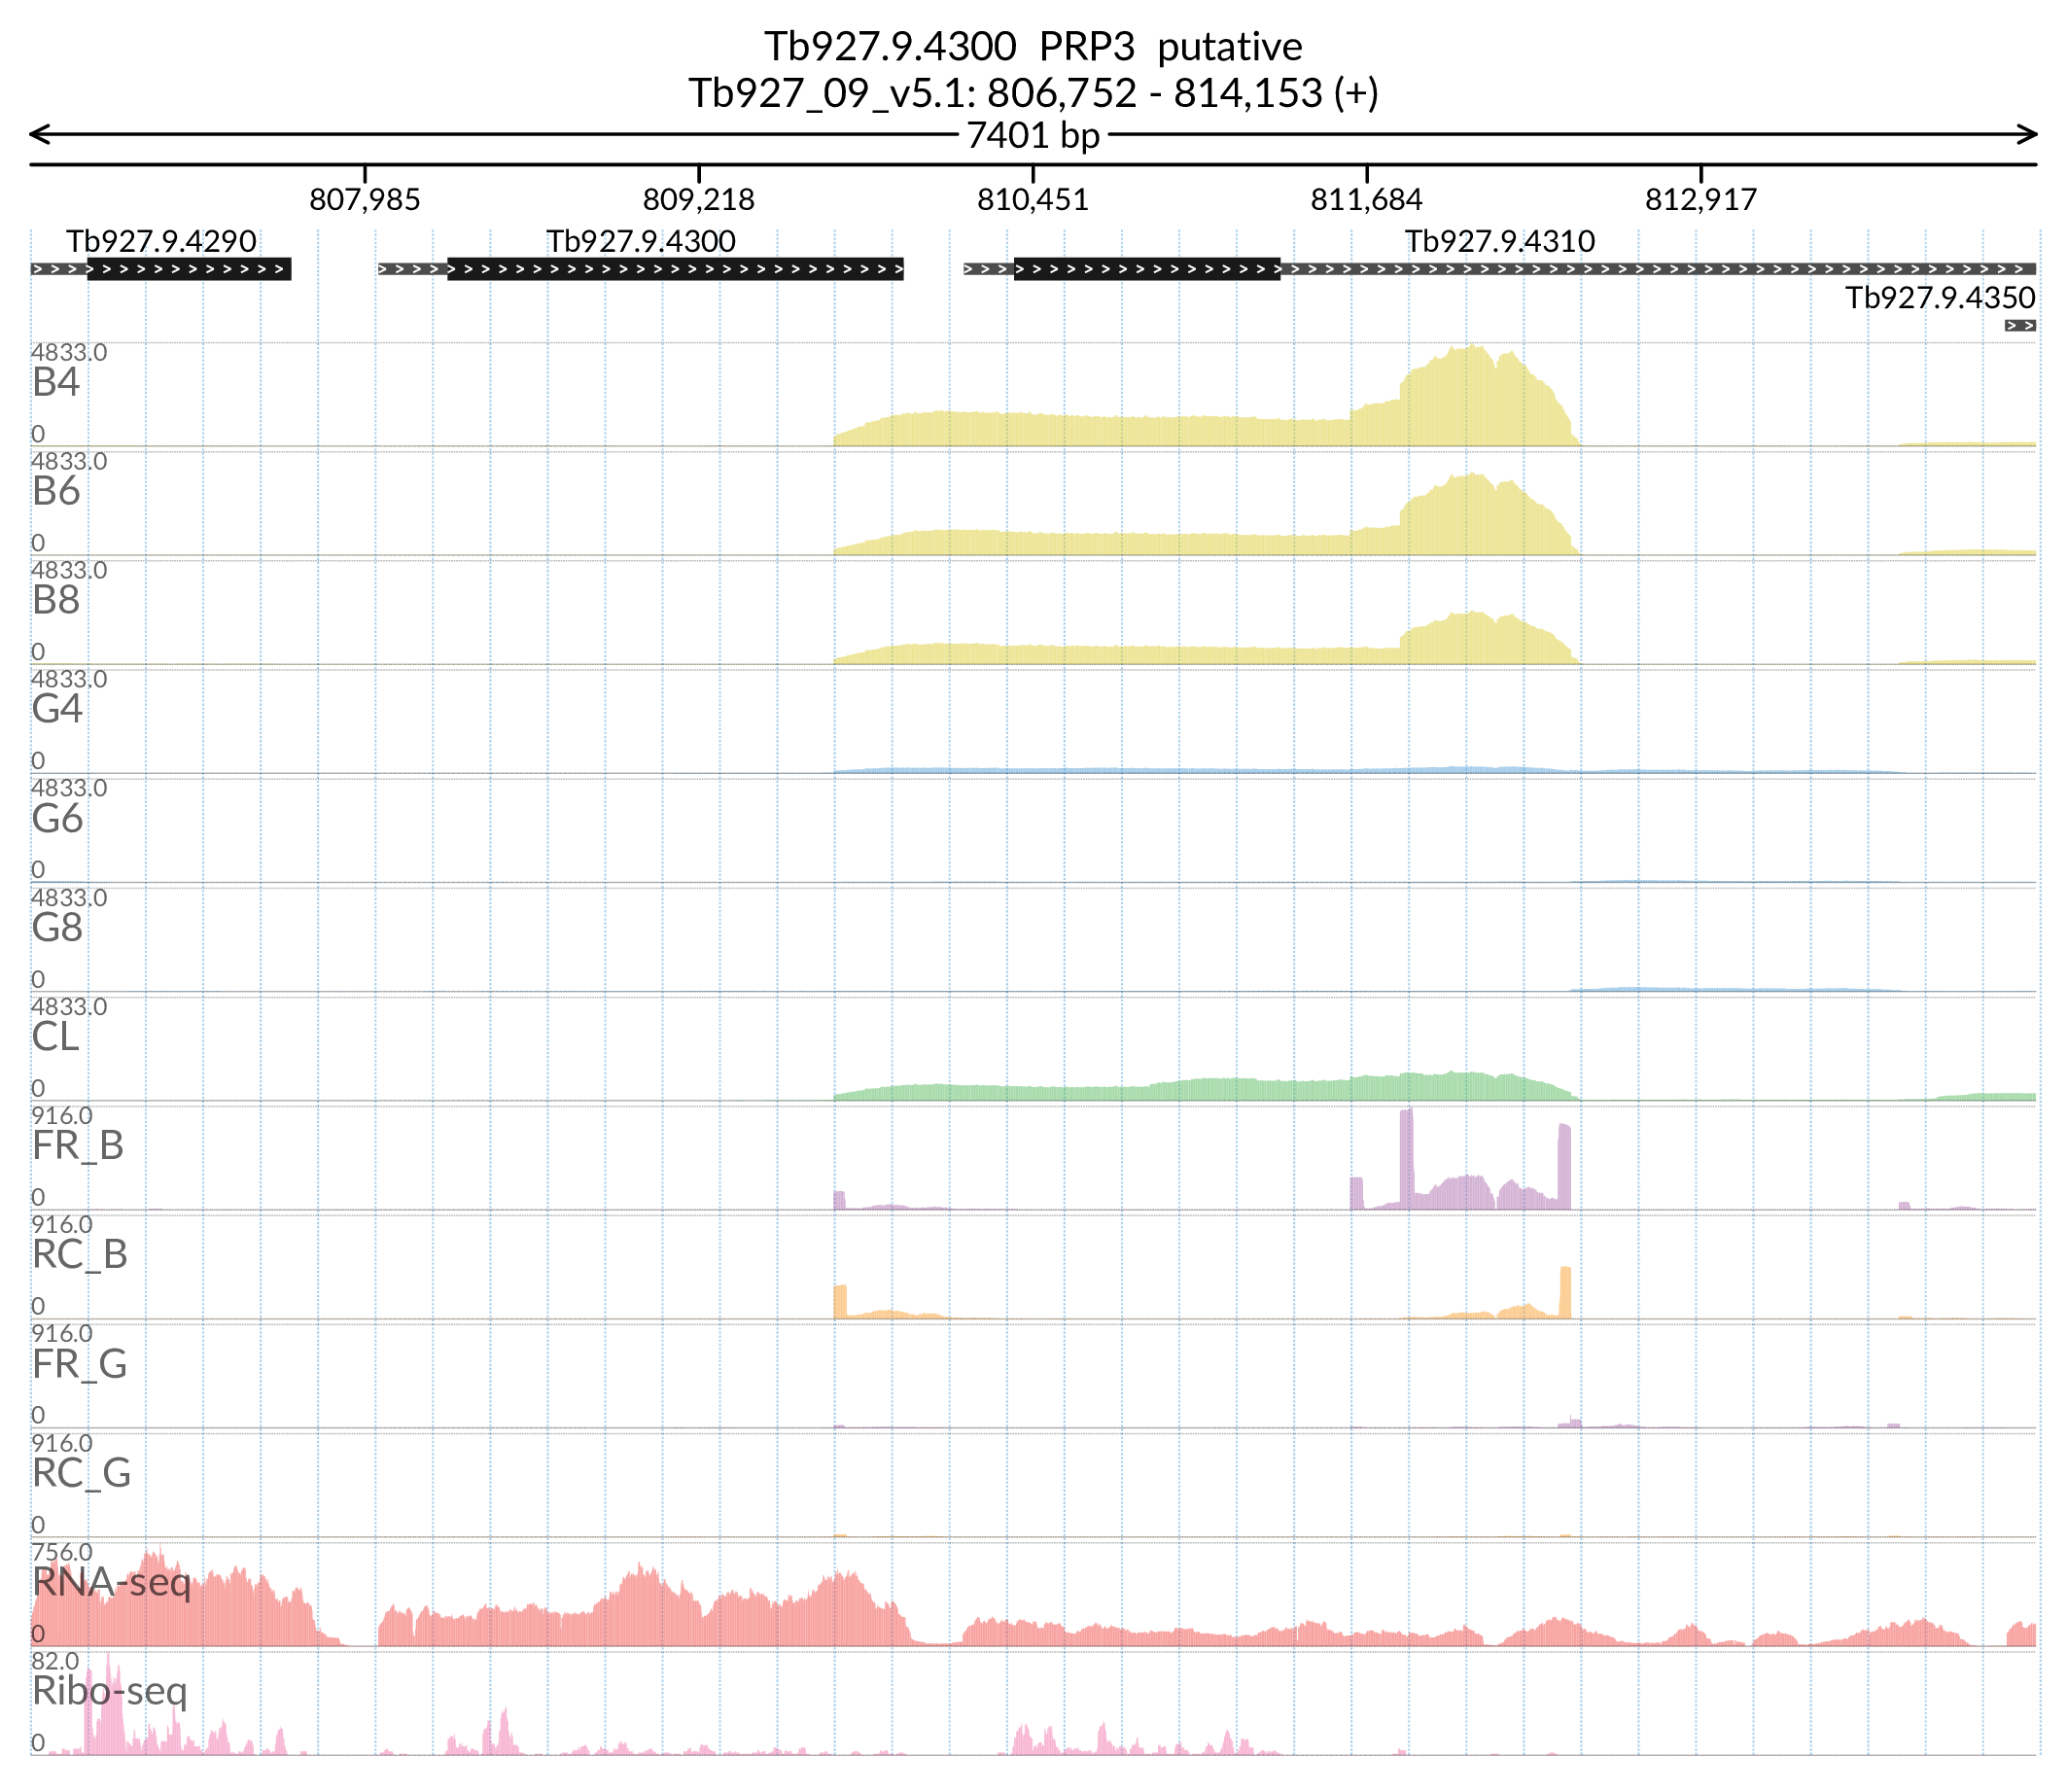 Tb927.9.4300 PRP3 putative
Tb927_09_v5.1: 806,752 - 814,153 (+)
7401 bp
807,985 809,218 810,451 811,684 812,917
Tb927.9.4290 Tb927.9.4300 Tb927.9.4310
Tb927.9.4350
4833.0
B4
0
4833.0
B6
0
4833.0
B8
0
4833.0
G4
0
4833.0
G6
0
4833.0
G8
0
4833.0
CL
0
916.0
FR_B
0
916.0
RC_B
0
916.0
FR_G
0
916.0
RC_G
0
756.0
RNA-seq
0
82.0
Ribo-seq
0